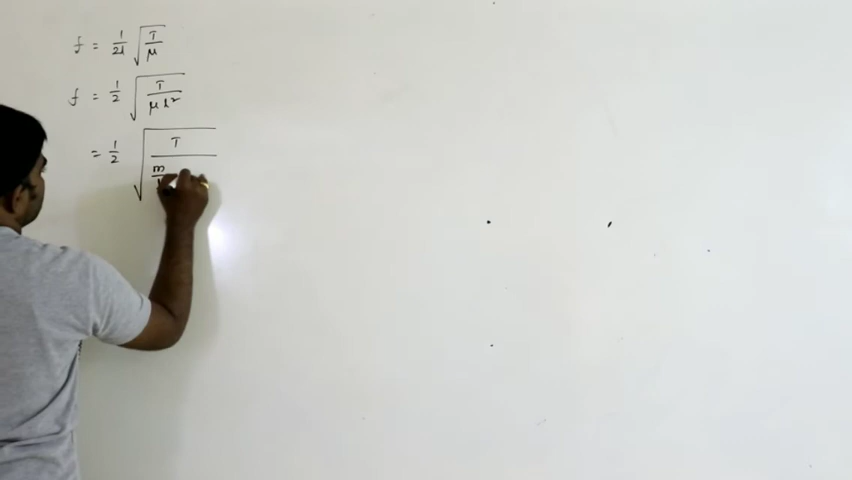 f = 1/2l √T/μ
f = 1/2 √T/μl²
= 1/2 √T/m